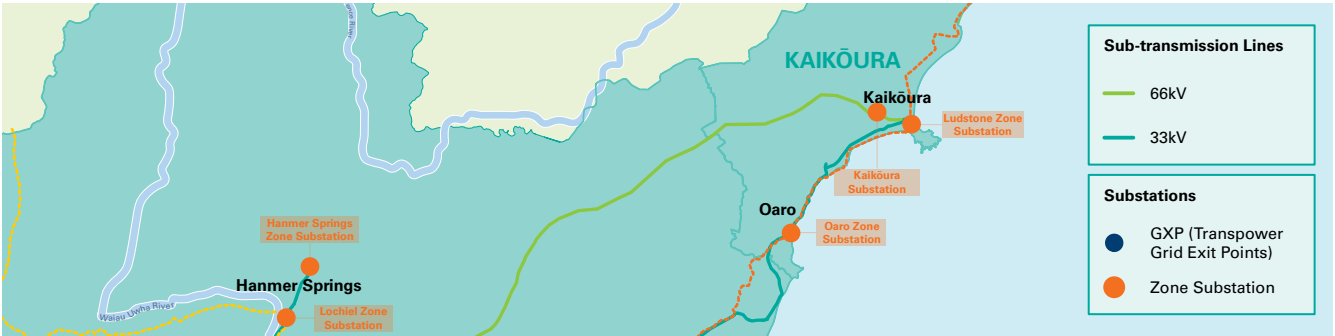 KAIKŌURA
Kaikōura
Ludstone Zone
Substation
Kaikōura
Substation
Oaro
Oaro Zone
Substation
Hanmer Springs
Zone Substation
Hanmer Springs
Lochiel Zone
Substation
Waiau Uwha River
River
Sub-transmission Lines
66kV
33kV
Substations
GXP (Transpower
Grid Exit Points)
Zone Substation